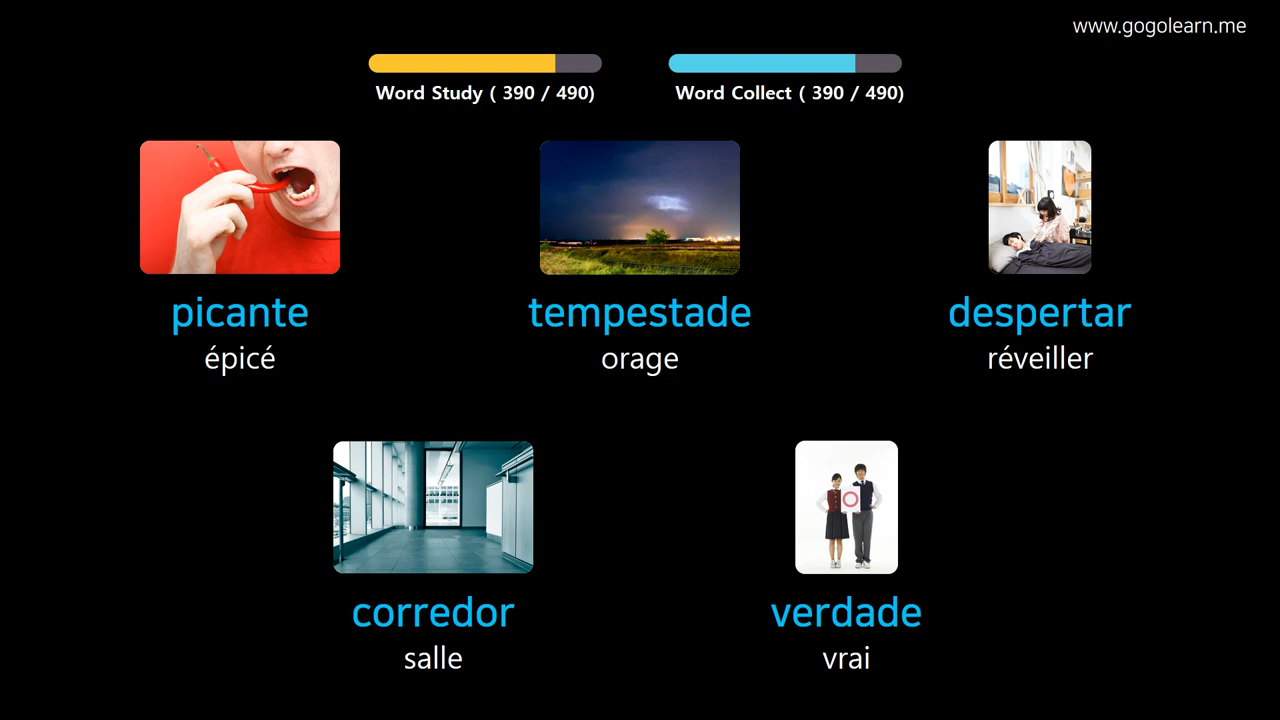 www.gogolearn.me
Word Study ( 390 / 490)
Word Collect ( 390 / 490)
picante
épicé
tempestade
orage
despertar
réveiller
corredor
salle
verdade
vrai